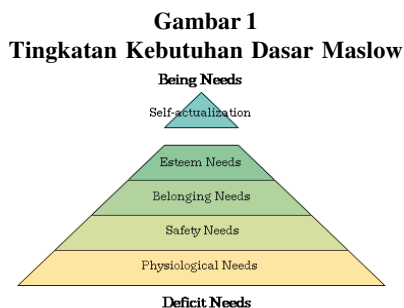 Gambar 1
Tingkatan Kebutuhan Dasar Maslow
Being Needs
Self-actualization
Esteem Needs
Belonging Needs
Safety Needs
Physiological Needs
Deficit Needs